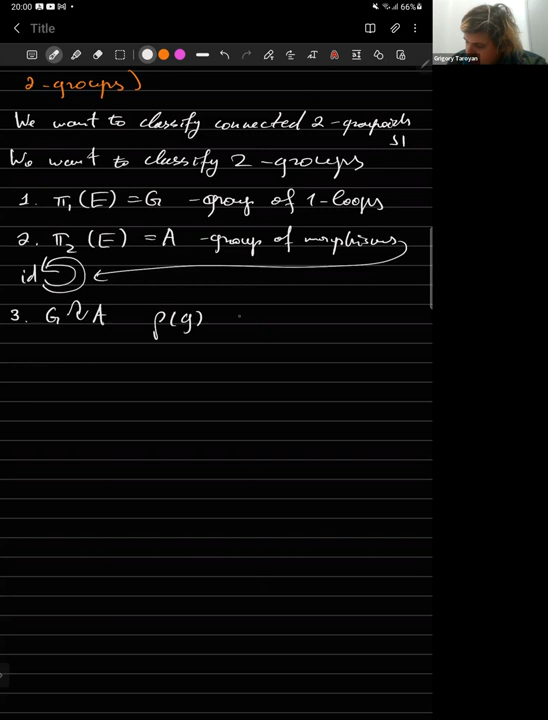 20:00
66%
Title
Grigory Taroyan
2-groups)
We want to classify connected 2-groupoids
We want to classify 2-groups
1. π₁(E) = G - group of 1-loops
2. π₂(E) = A - group of morphisms
id
3. G ↷ A ρ(g)